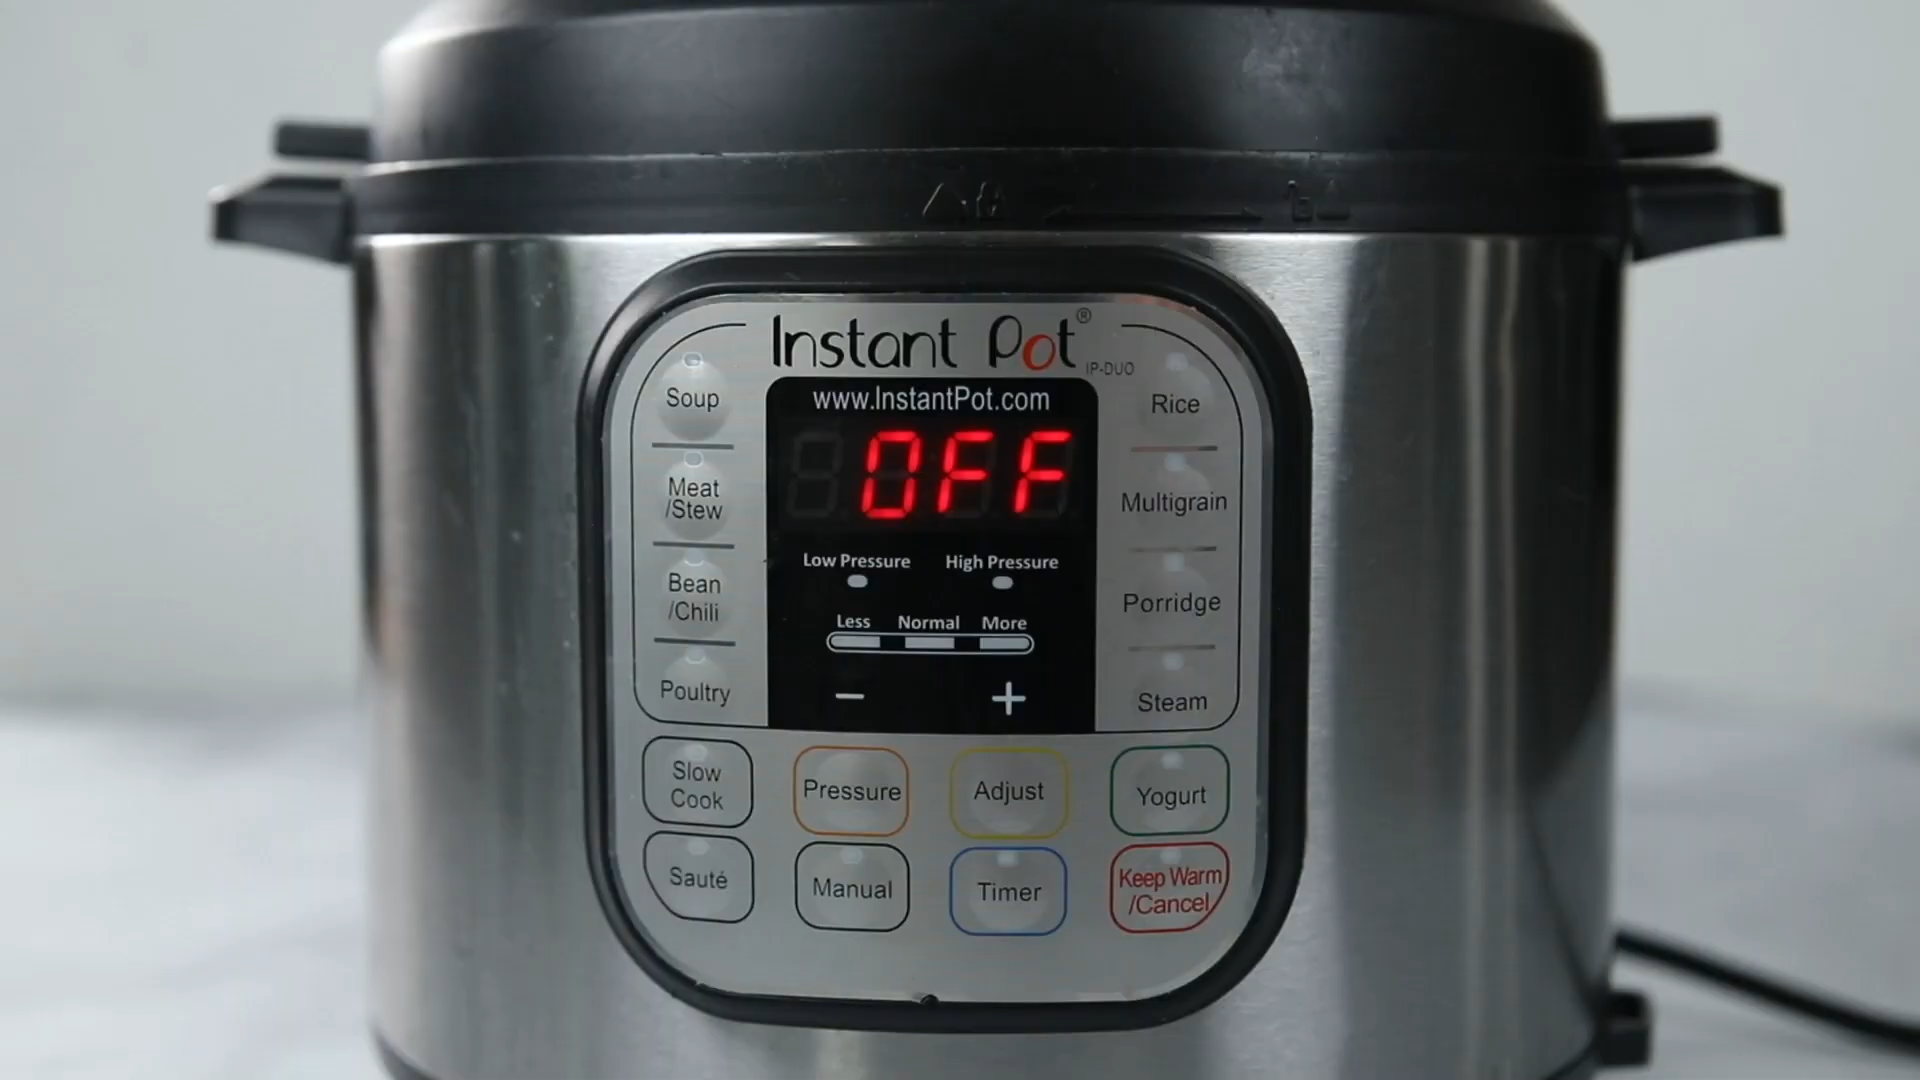 Instant Pot®
IP-DUO
www.InstantPot.com
OFF
Low Pressure
High Pressure
Less
Normal
More
−
+
Soup
Meat
/Stew
Bean
/Chili
Poultry
Rice
Multigrain
Porridge
Steam
Slow
Cook
Pressure
Adjust
Yogurt
Sauté
Manual
Timer
Keep Warm
/Cancel